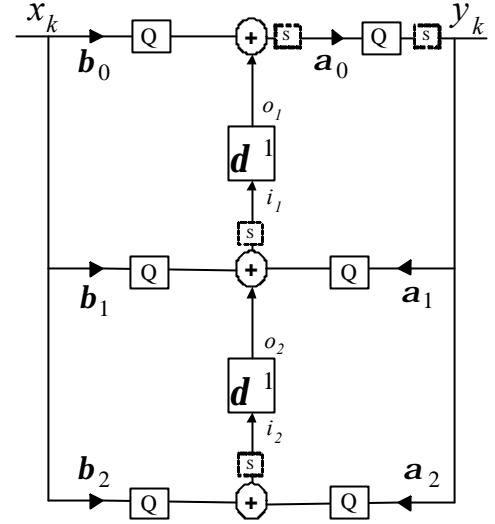 x_k y_k
b_0 Q + s a_0 Q s
o_1
d 1
i_1
s
b_1 Q + Q a_1
o_2
d 1
i_2
s
b_2 Q + Q a_2